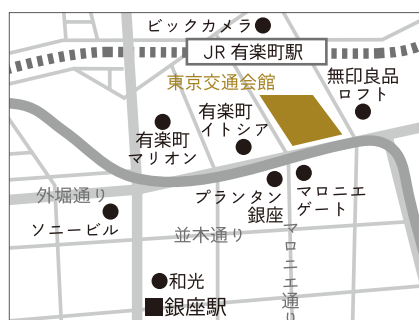 ビックカメラ
JR 有楽町駅
東京交通会館
無印良品
ロフト
有楽町
イトシア
有楽町
マリオン
プランタン
銀座
マロニエ
ゲート
外堀通り
ソニービル
並木通り
マロニエ通り
和光
銀座駅